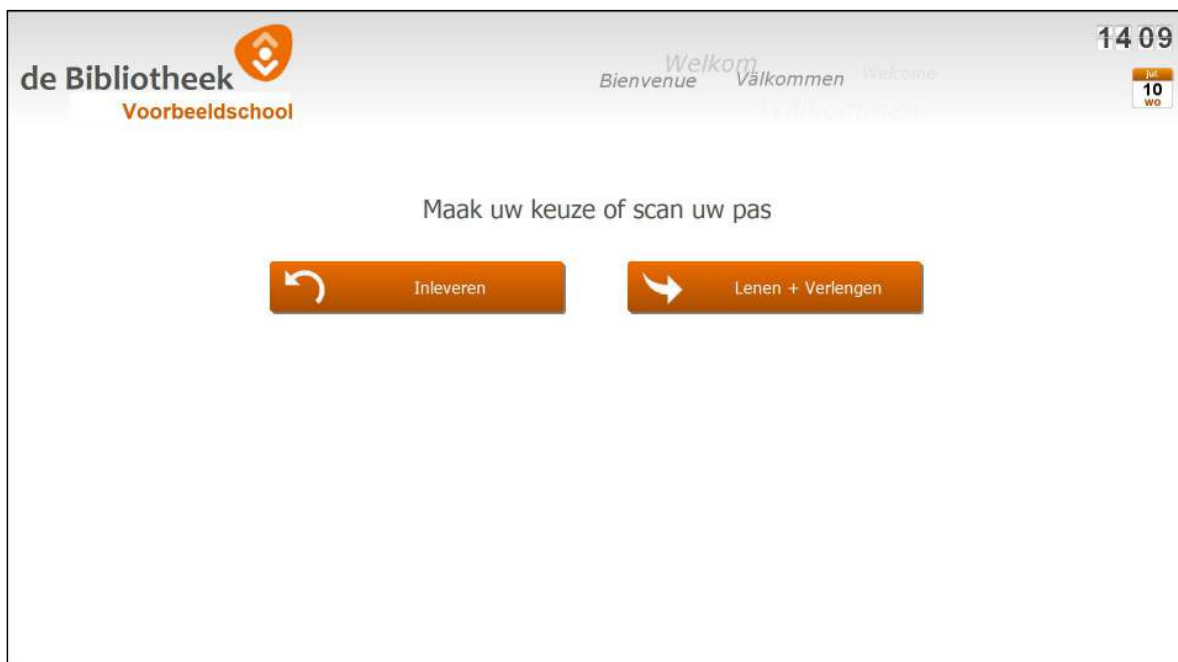 de Bibliotheek
Voorbeeldschool
Welkom
Bienvenue Välkommen Welcome
Willkommen
14 09
jul
10
wo
Maak uw keuze of scan uw pas
Inleveren
Lenen + Verlengen